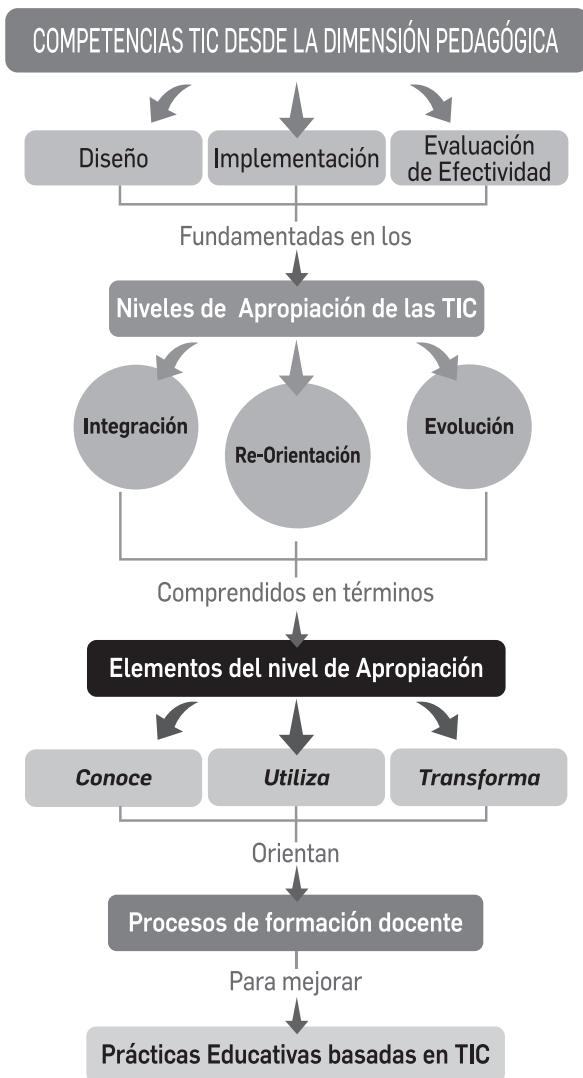 COMPETENCIAS TIC DESDE LA DIMENSIÓN PEDAGÓGICA
Diseño
Implementación
Evaluación
de Efectividad
Fundamentadas en los
Niveles de Apropiación de las TIC
Integración
Re-Orientación
Evolución
Comprendidos en términos
Elementos del nivel de Apropiación
Conoce
Utiliza
Transforma
Orientan
Procesos de formación docente
Para mejorar
Prácticas Educativas basadas en TIC